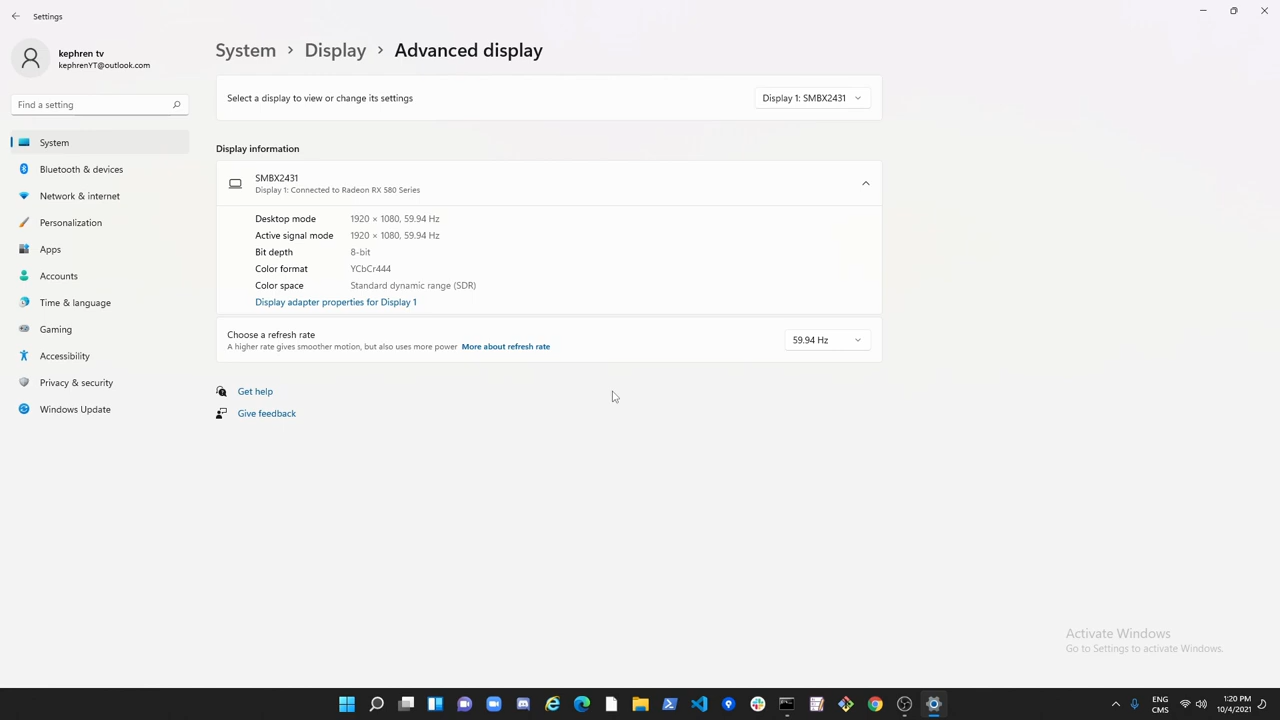 Settings
kephren tv
kephrenYT@outlook.com
Find a setting
System
Bluetooth & devices
Network & internet
Personalization
Apps
Accounts
Time & language
Gaming
Accessibility
Privacy & security
Windows Update
System > Display > Advanced display
Select a display to view or change its settings
Display 1: SMBX2431
Display information
SMBX2431
Display 1: Connected to Radeon RX 580 Series
Desktop mode 1920 × 1080, 59.94 Hz
Active signal mode 1920 × 1080, 59.94 Hz
Bit depth 8-bit
Color format YCbCr444
Color space Standard dynamic range (SDR)
Display adapter properties for Display 1
Choose a refresh rate
A higher rate gives smoother motion, but also uses more power More about refresh rate
59.94 Hz
Get help
Give feedback
Activate Windows
Go to Settings to activate Windows.
ENG
CMS
1:20 PM
10/4/2021